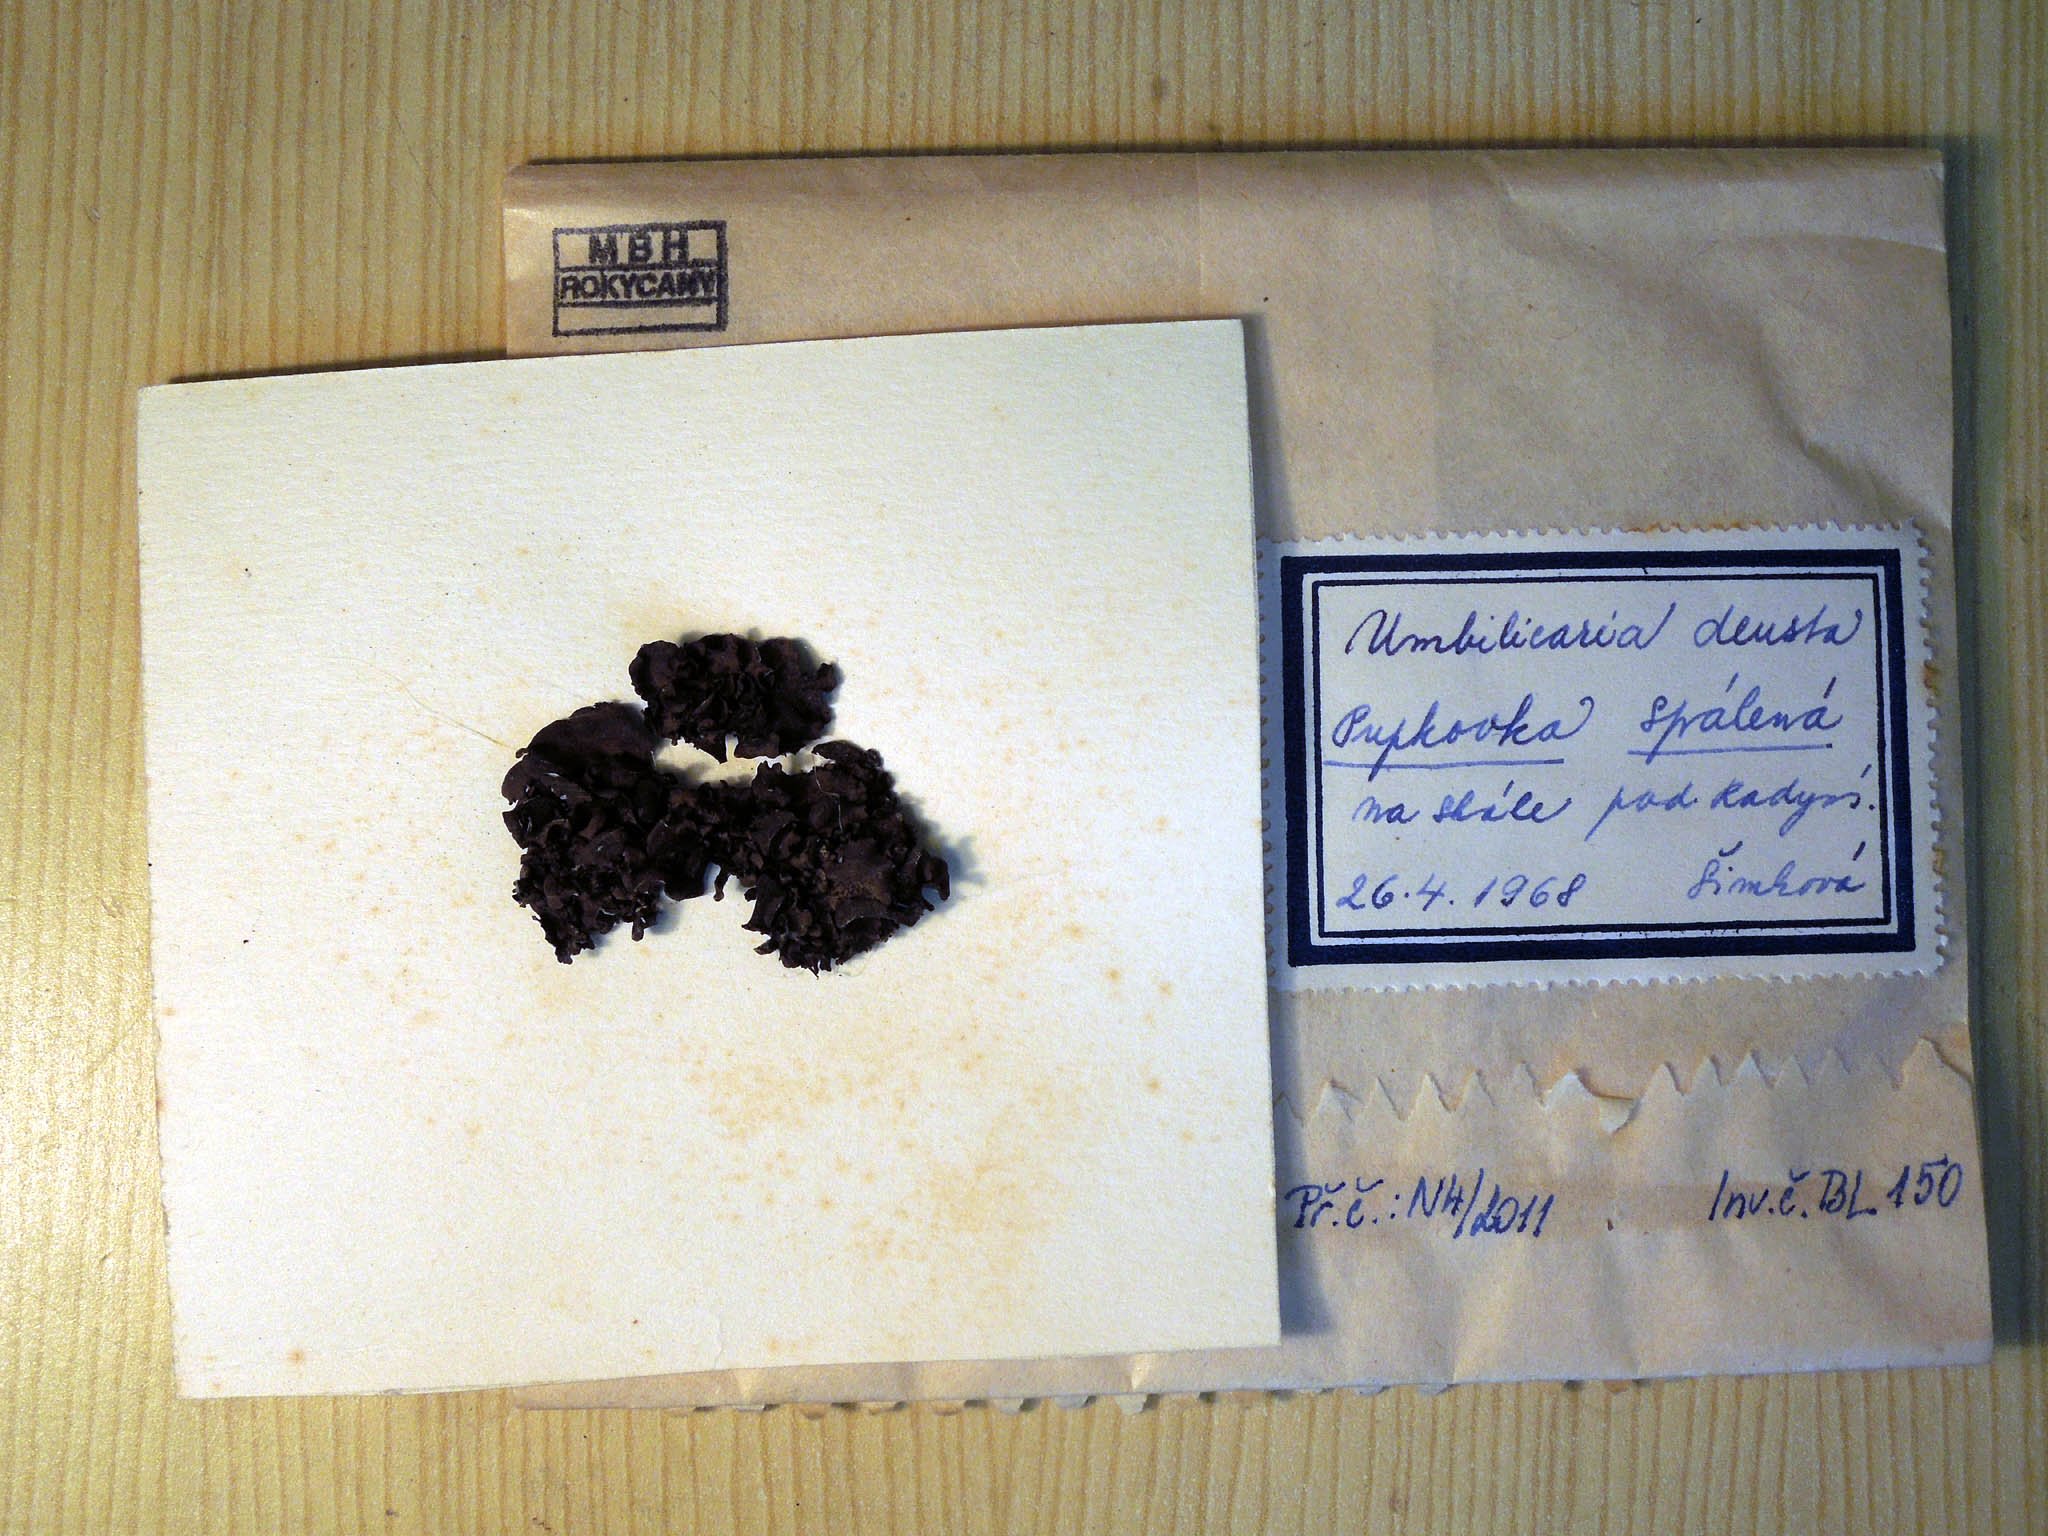 M B H
ROKYCANY
Umbilicaria deusta
Pupkovka spálená
na skále pod Radyní.
26.4. 1968 Šimková
Př.č.: N4/2011 Inv.č. BL 150